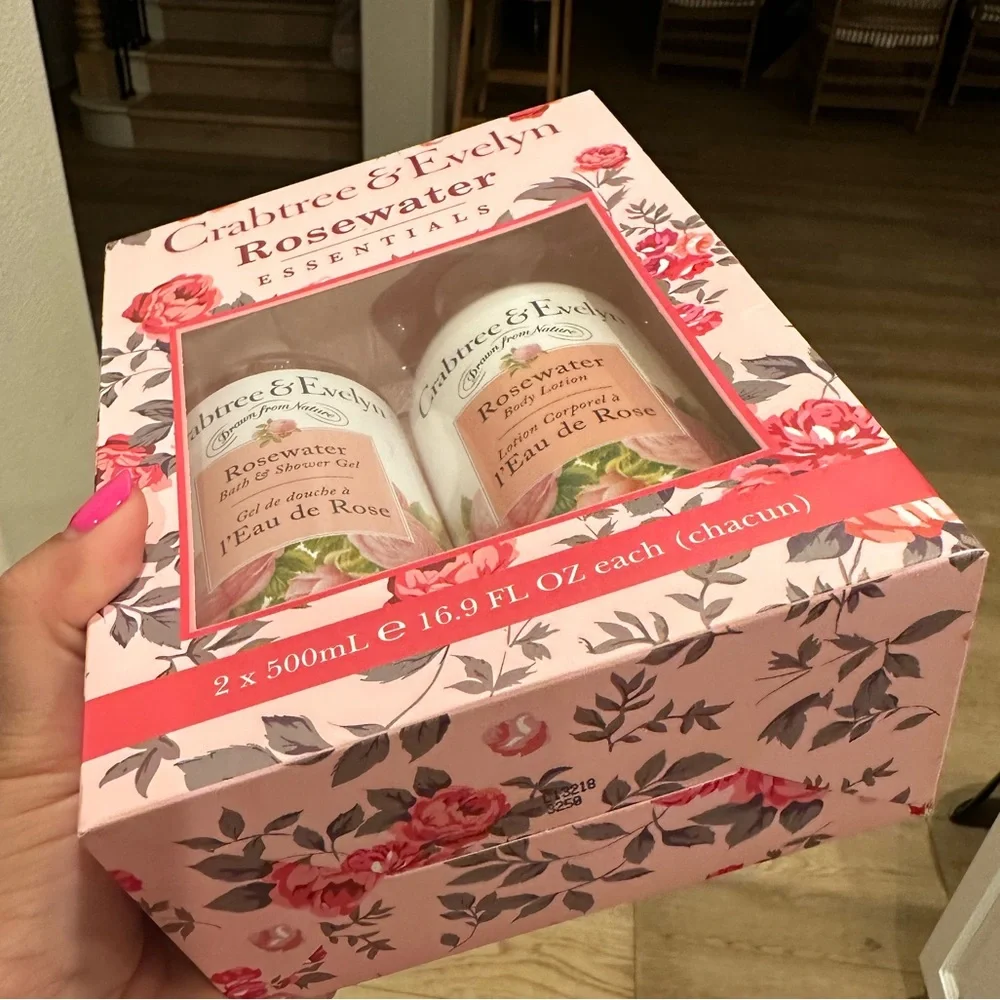 Crabtree & Evelyn
Rosewater
ESSENTIALS
abtree & Evelyn
Drawn from Nature
Rosewater
Bath & Shower Gel
Gel de douche à
l'Eau de Rose
Crabtree & Evelyn
Drawn from Nature
Rosewater
Body Lotion
Lotion Corporel à
l'Eau de Rose
2 x 500mL e 16.9 FL OZ each (chacun)
3250